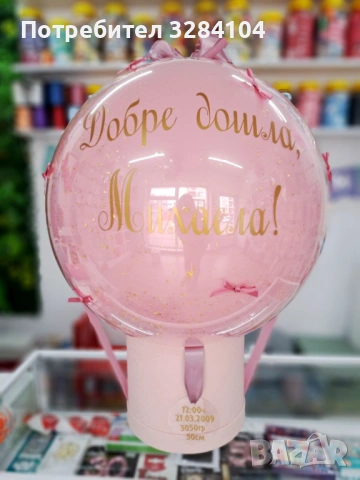 Потребител 3284104
Добре дошла,
Михаела!
12:00ч
21.03.2009
3050гр
50см
BAZAR